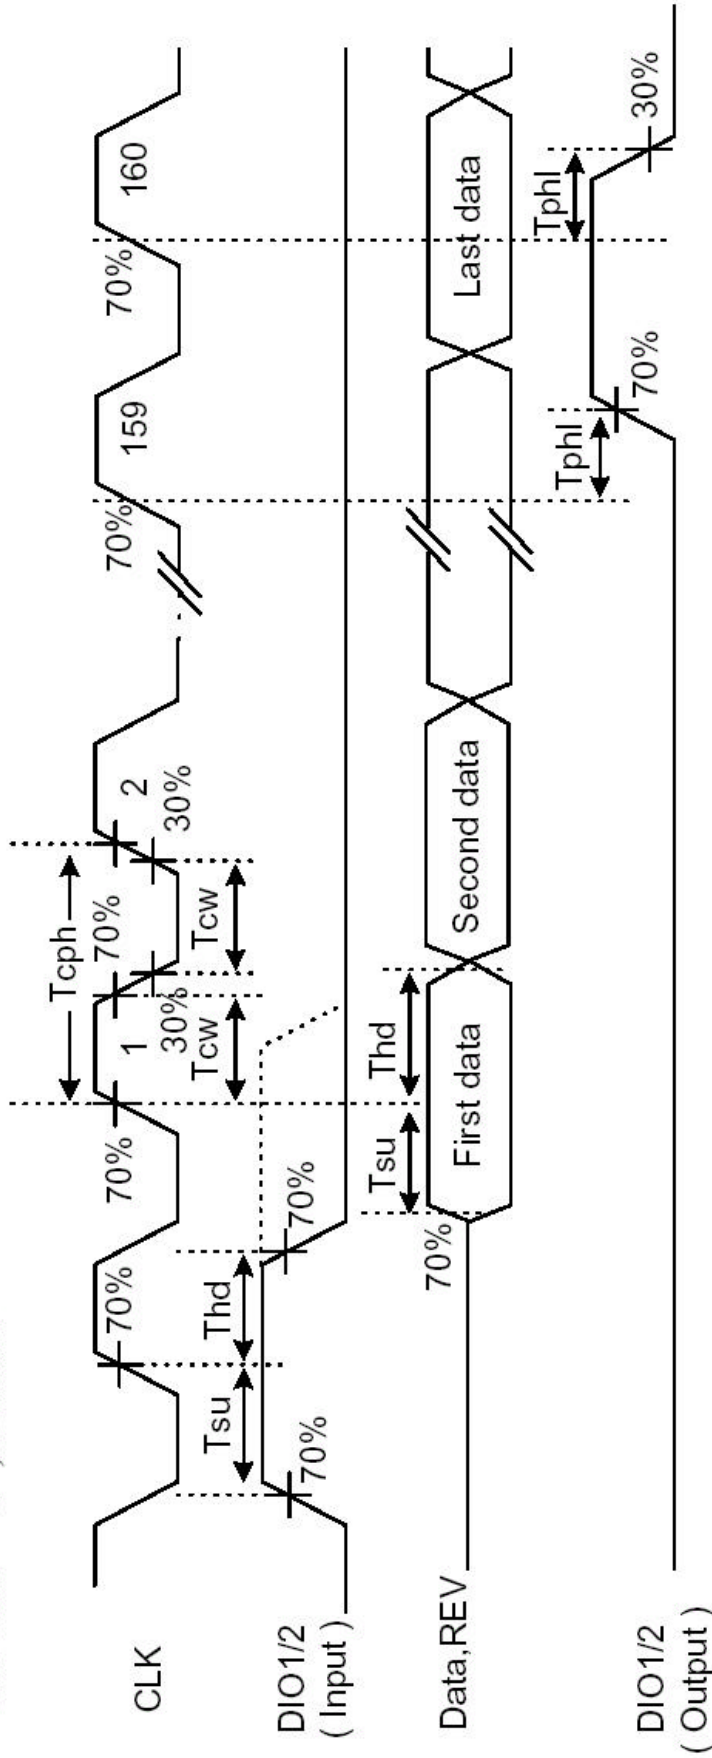 CLK
70%
70%
1
Tcph
70%
2
30%
30%
70%
159
70%
160
Tcw
Tcw
DIO1/2
( Input )
70%
Tsu
Thd
70%
Data,REV
70%
Tsu
Thd
First data
Second data
Last data
DIO1/2
( Output )
Tphl
70%
Tphl
30%